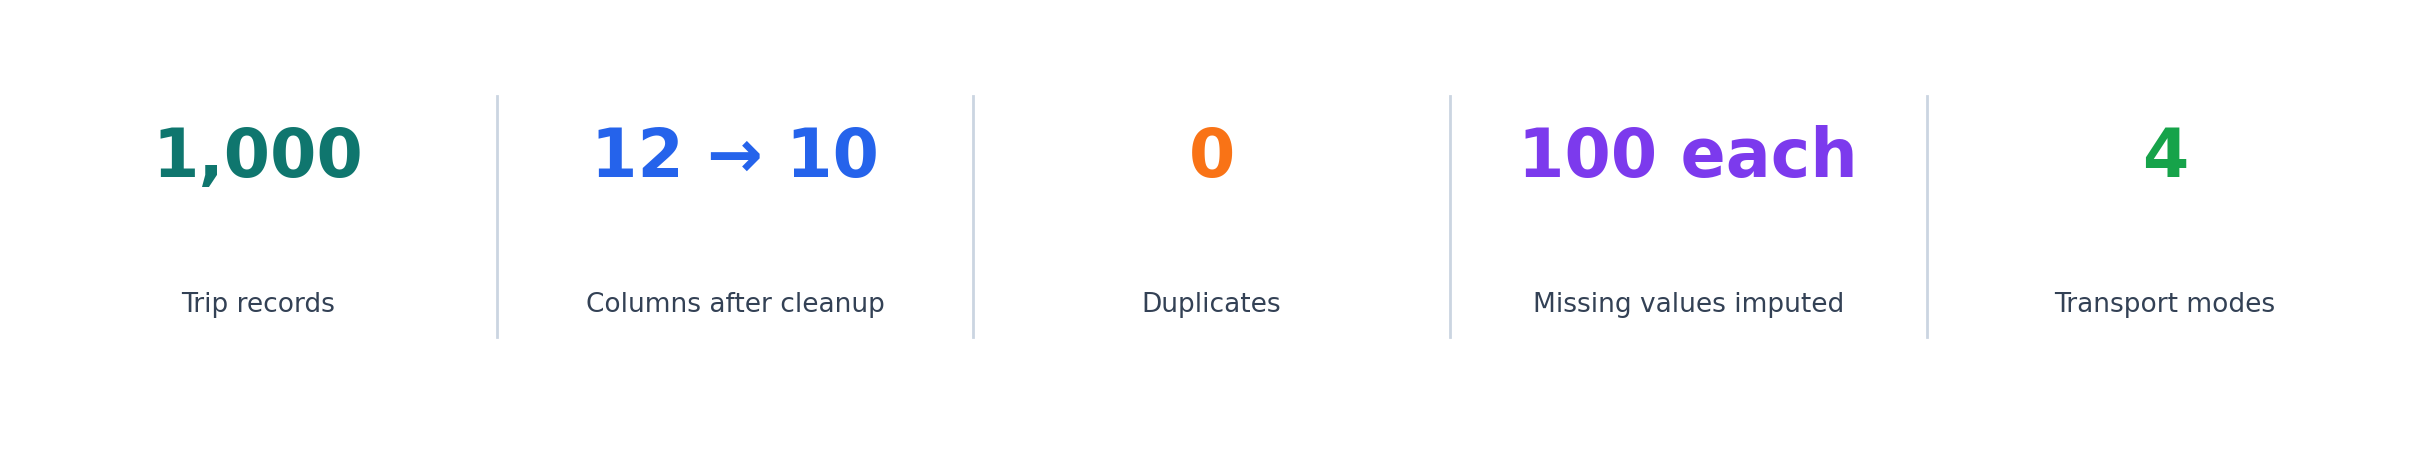 1,000
Trip records
12 → 10
Columns after cleanup
0
Duplicates
100 each
Missing values imputed
4
Transport modes